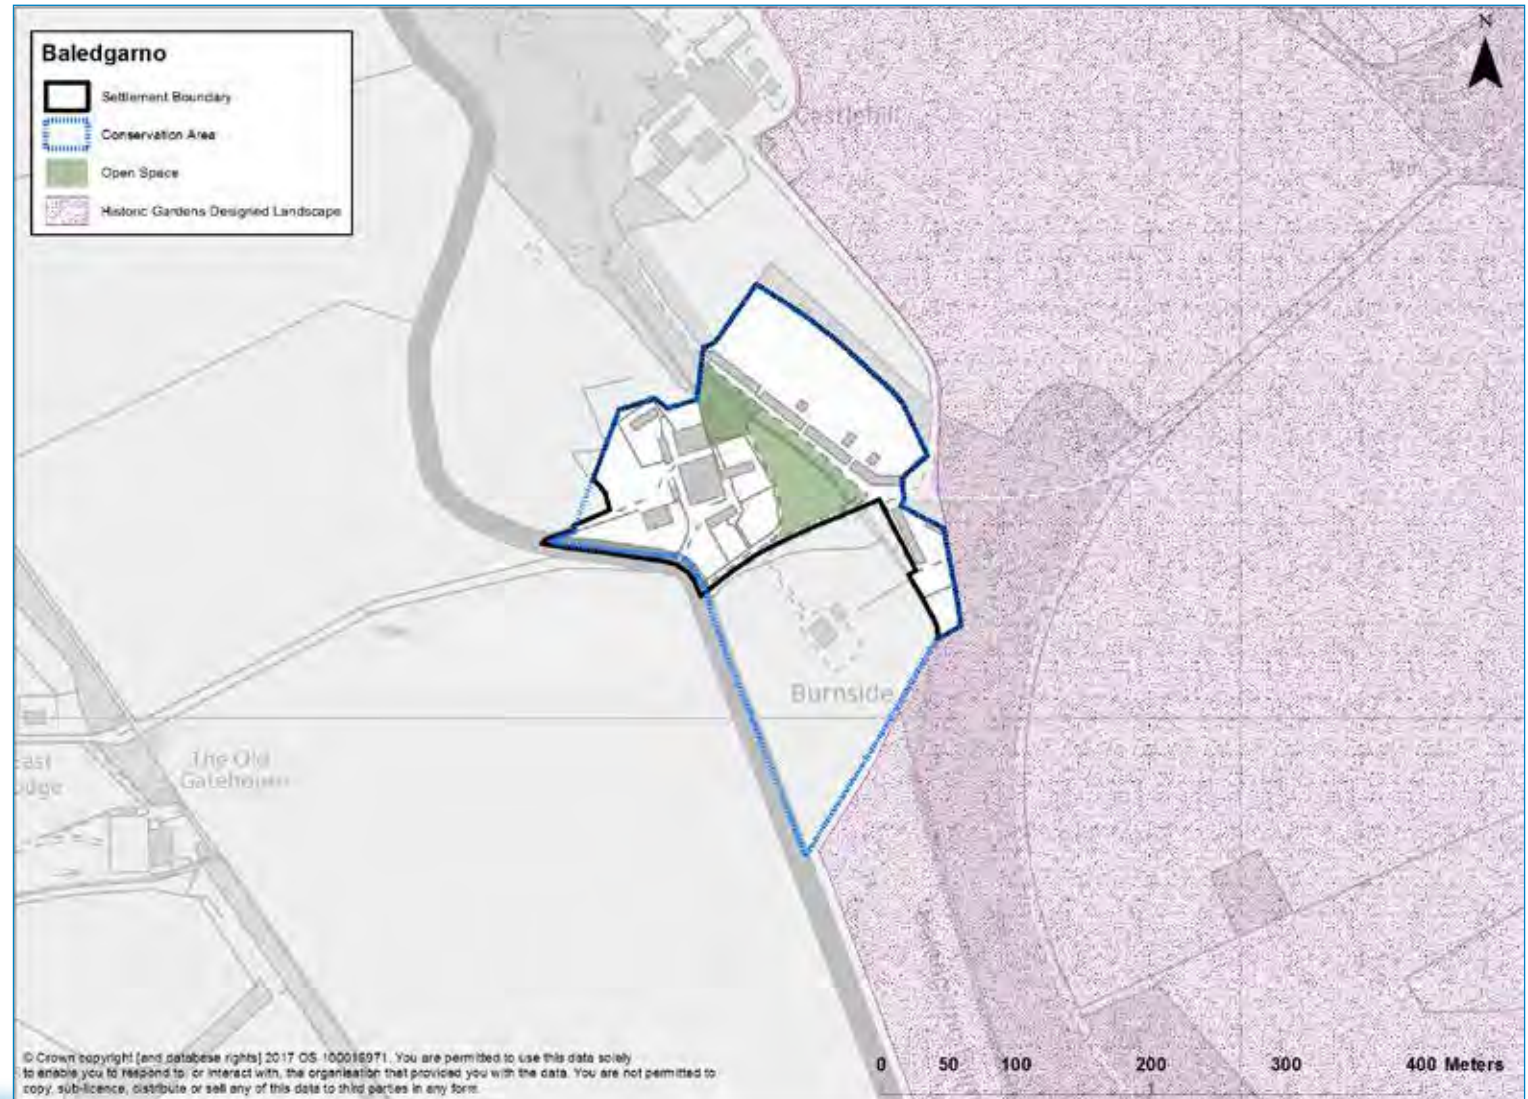 Baledgarno
Settlement Boundary
Conservation Area
Open Space
Historic Gardens Designed Landscape
N
Castlehill
Burnside
East
The Old
Gatehouse
© Crown copyright [and database rights] 2017 OS 100016971. You are permitted to use this data solely
to enable you to respond to, or interact with, the organisation that provided you with the data. You are not permitted to
copy, sub-licence, distribute or sell any of this data to third parties in any form.
0 50 100 200 300 400 Meters